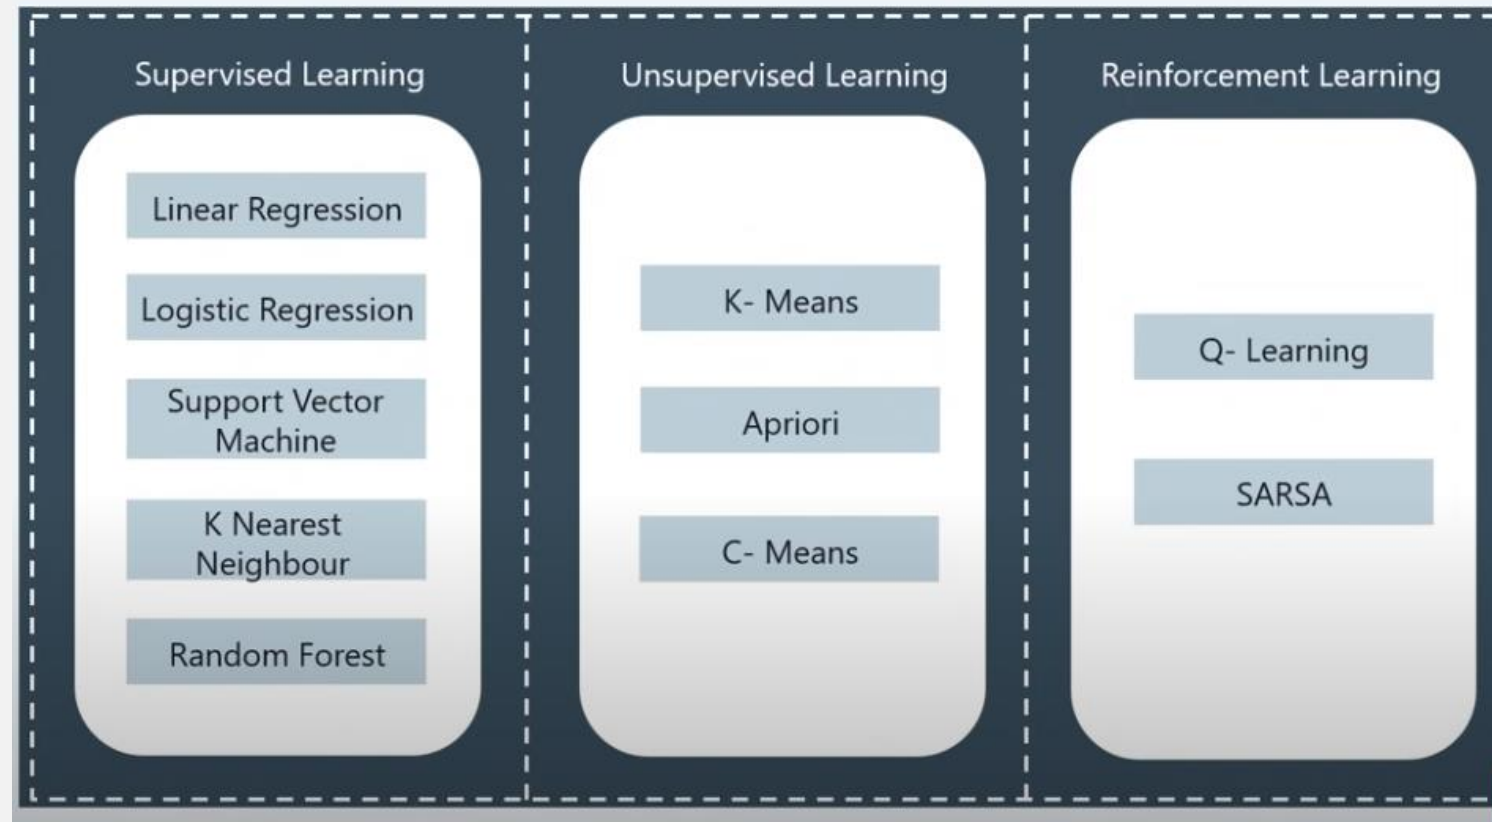 Supervised Learning
Linear Regression
Logistic Regression
Support Vector
Machine
K Nearest
Neighbour
Random Forest
Unsupervised Learning
K- Means
Apriori
C- Means
Reinforcement Learning
Q- Learning
SARSA